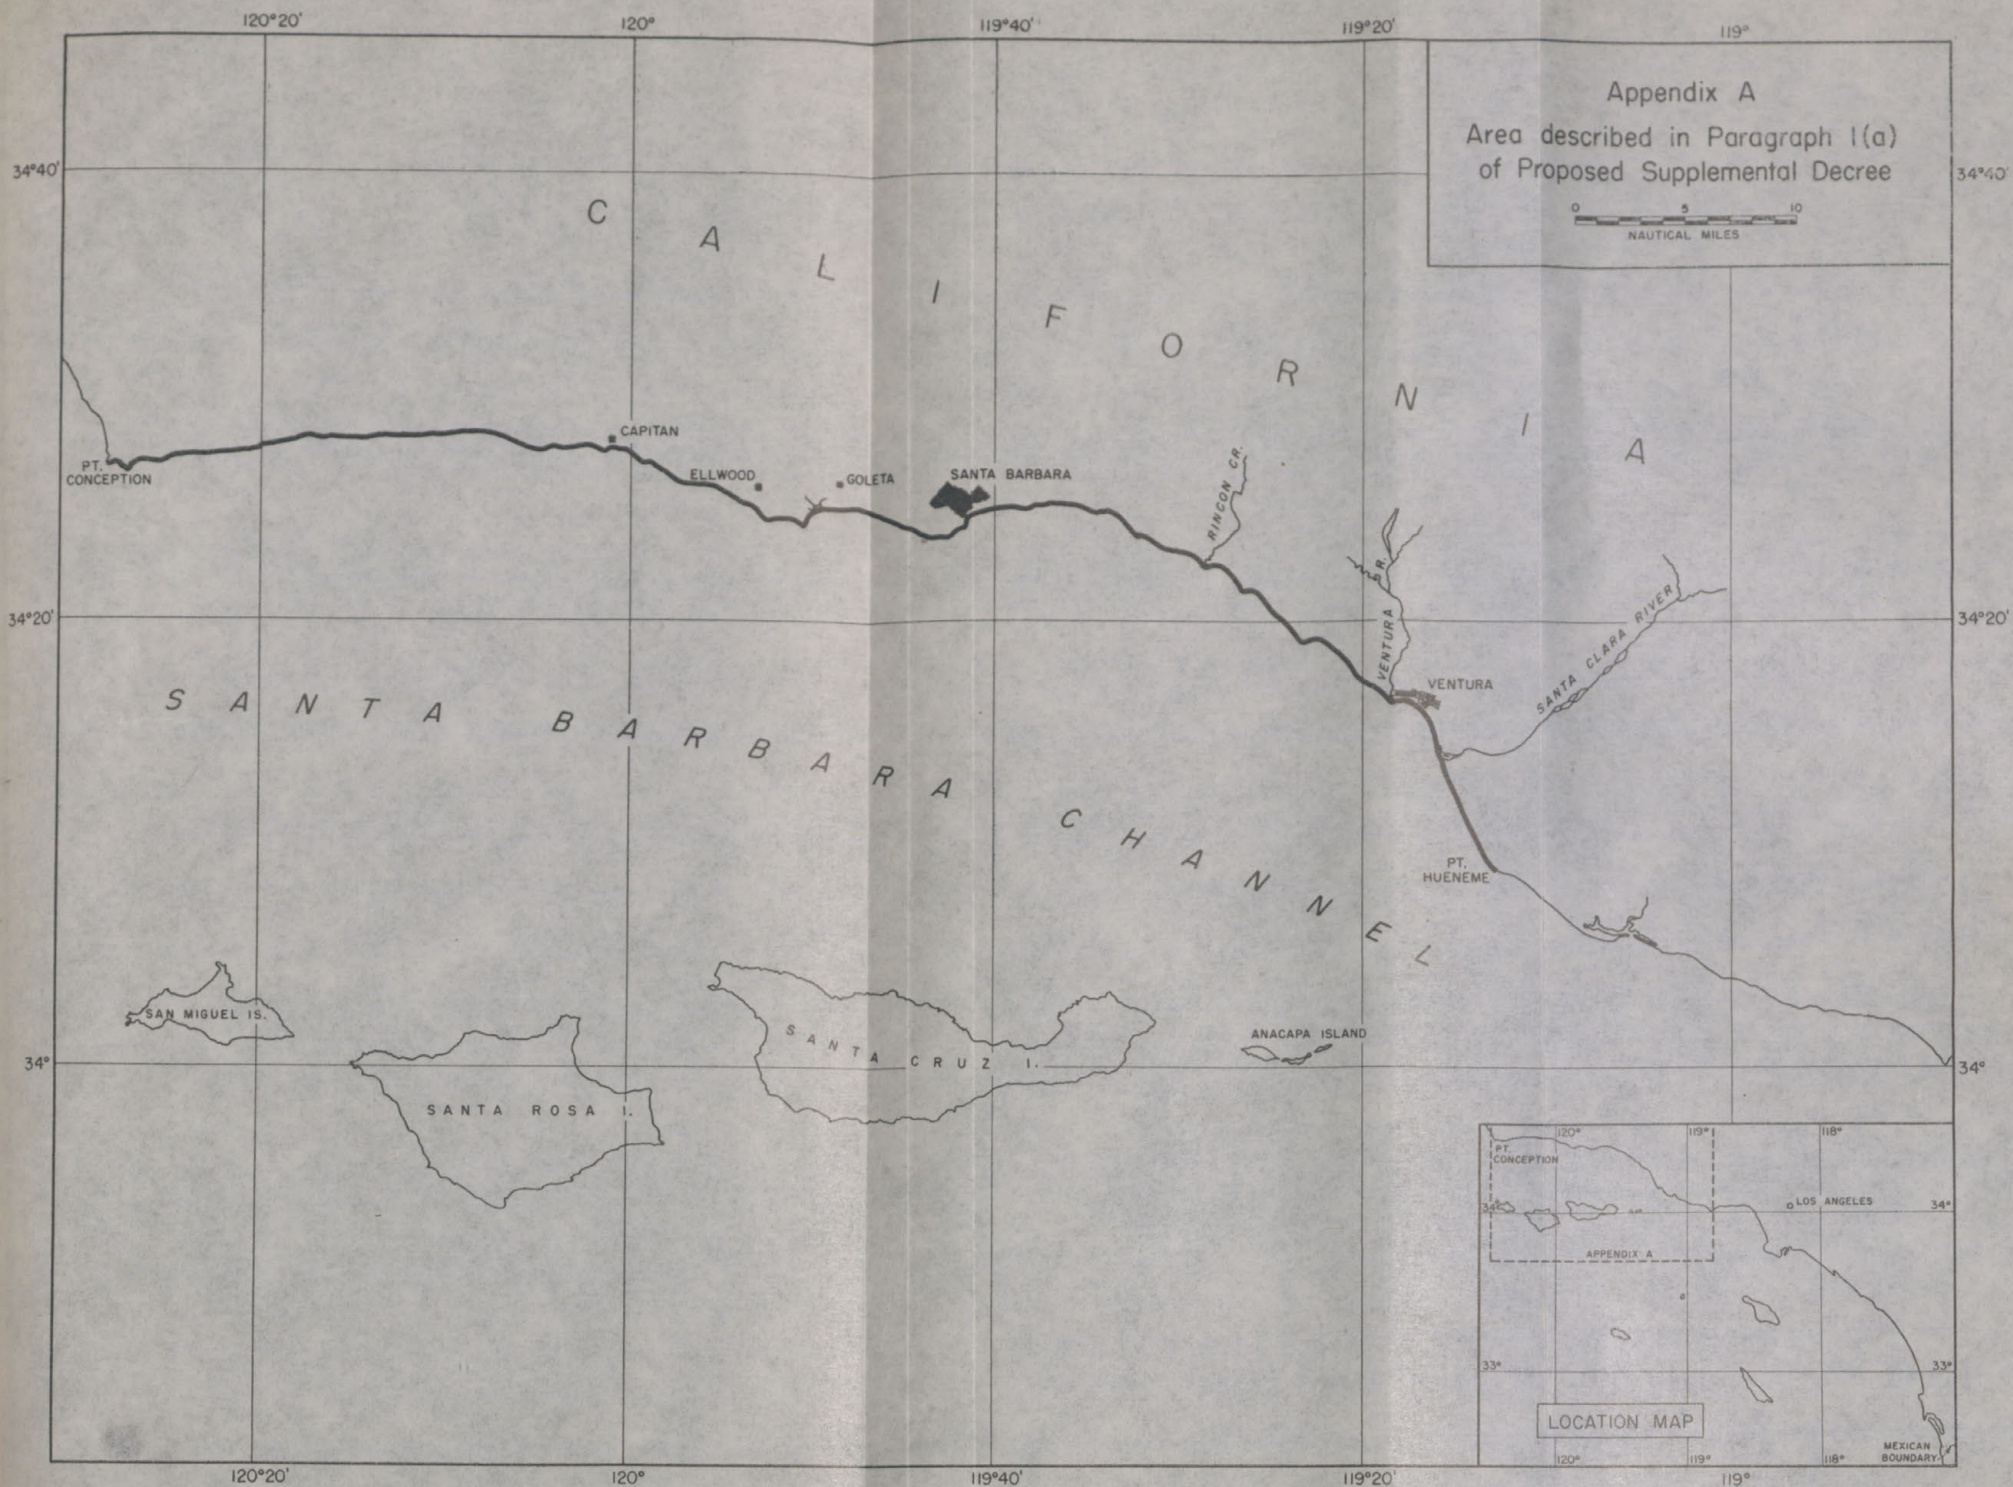 120°20'
120°
119°40'
119°20'
119°
Appendix A
Area described in Paragraph 1(a)
of Proposed Supplemental Decree
0 5 10
NAUTICAL MILES
34°40'
34°40'
CALIFORNIA
CAPITAN
PT.
CONCEPTION
ELLWOOD
GOLETA
SANTA BARBARA
RINCON CR.
VENTURA R.
SANTA CLARA RIVER
34°20'
34°20'
VENTURA
SANTA BARBARA CHANNEL
PT.
HUENEME
SAN MIGUEL IS.
SANTA ROSA I.
SANTA CRUZ I.
ANACAPA ISLAND
34°
34°
120°
119°
118°
PT.
CONCEPTION
34°
LOS ANGELES
34°
APPENDIX A
33°
33°
LOCATION MAP
MEXICAN
BOUNDARY
120°
119°
118°
120°20'
120°
119°40'
119°20'
119°